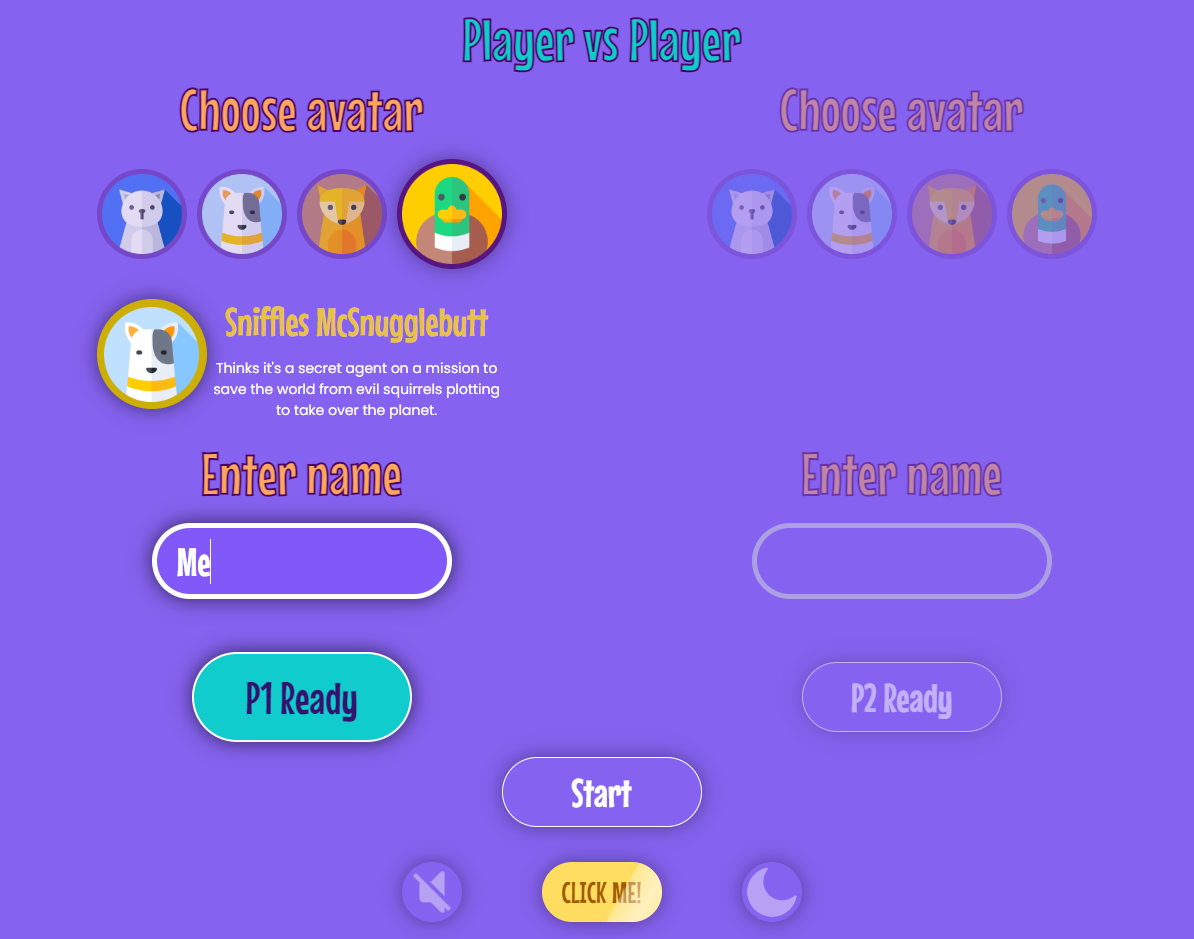 Player vs Player
Choose avatar
Choose avatar
Sniffles McSnugglebutt
Thinks it's a secret agent on a mission to
save the world from evil squirrels plotting
to take over the planet.
Enter name
Enter name
Me
P1 Ready
P2 Ready
Start
CLICK ME!